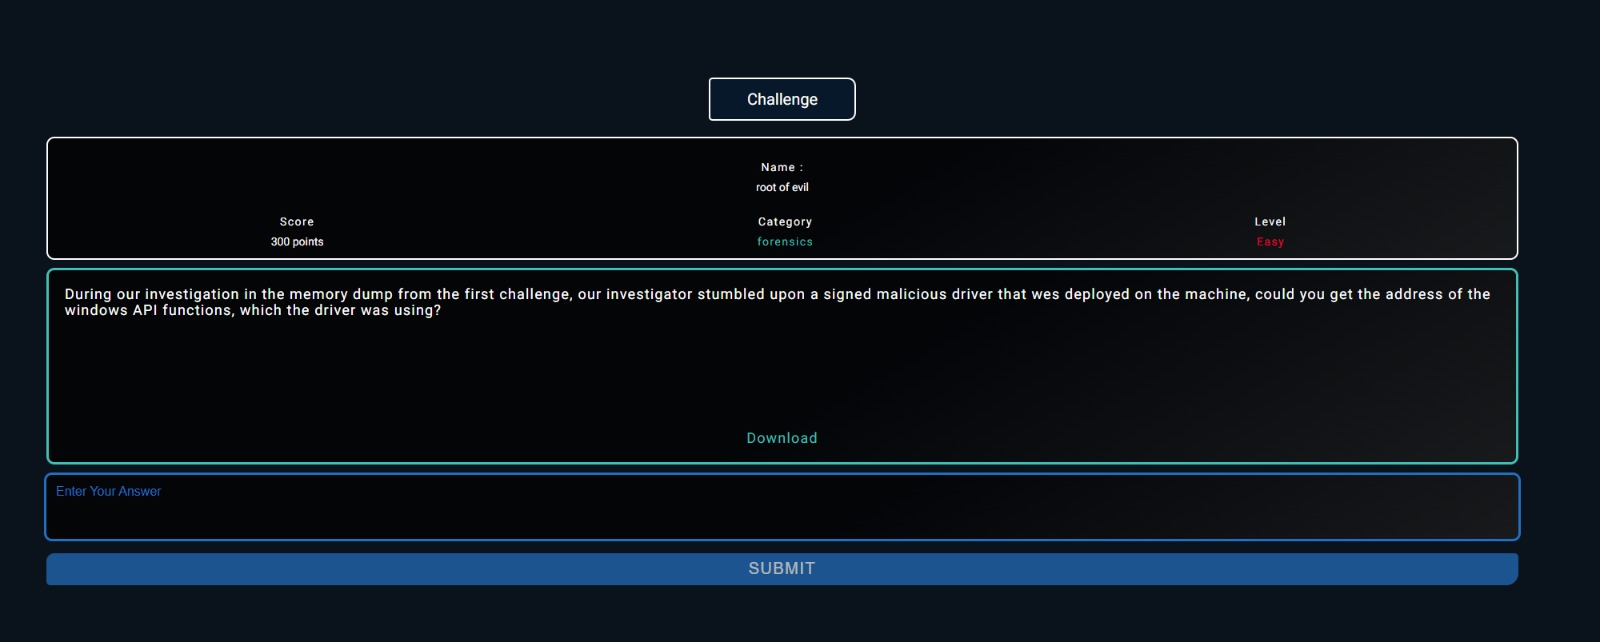 Challenge
Name :
root of evil
Score
Category
Level
300 points
forensics
Easy
During our investigation in the memory dump from the first challenge, our investigator stumbled upon a signed malicious driver that wes deployed on the machine, could you get the address of the
windows API functions, which the driver was using?
Download
Enter Your Answer
SUBMIT